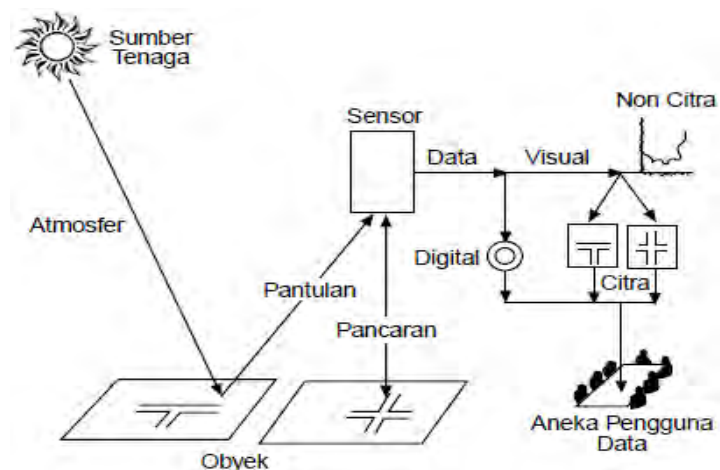 Sumber
Tenaga
Non Citra
Sensor
Data
Visual
Atmosfer
Digital
Citra
Pantulan
Pancaran
Aneka Pengguna
Data
Obyek